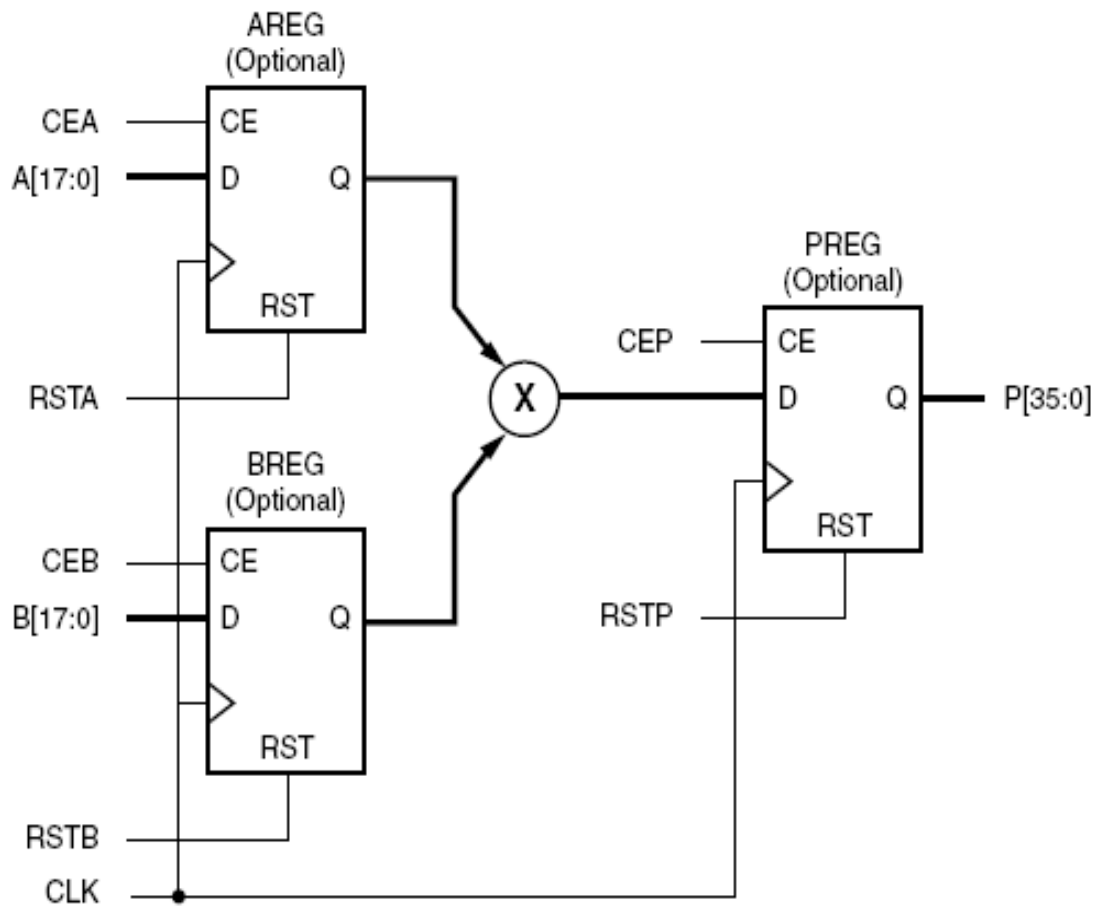 AREG
(Optional)
CEA
CE
A[17:0]
D
Q
RST
RSTA
X
BREG
(Optional)
CEB
CE
B[17:0]
D
Q
RST
RSTB
CLK
PREG
(Optional)
CEP
CE
D
Q
P[35:0]
RST
RSTP